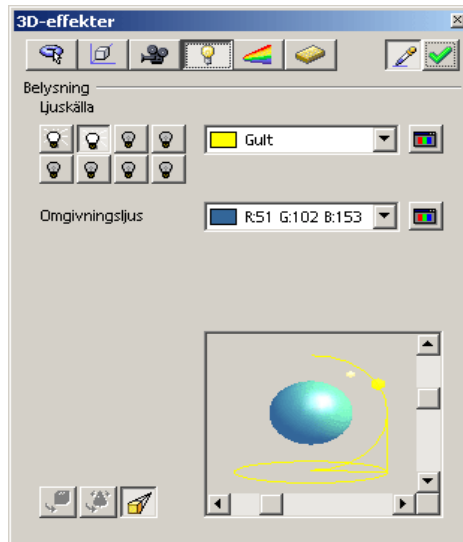 3D-effekter
Belysning
Ljuskälla
Gult
Omgivningsljus
R:51 G:102 B:153